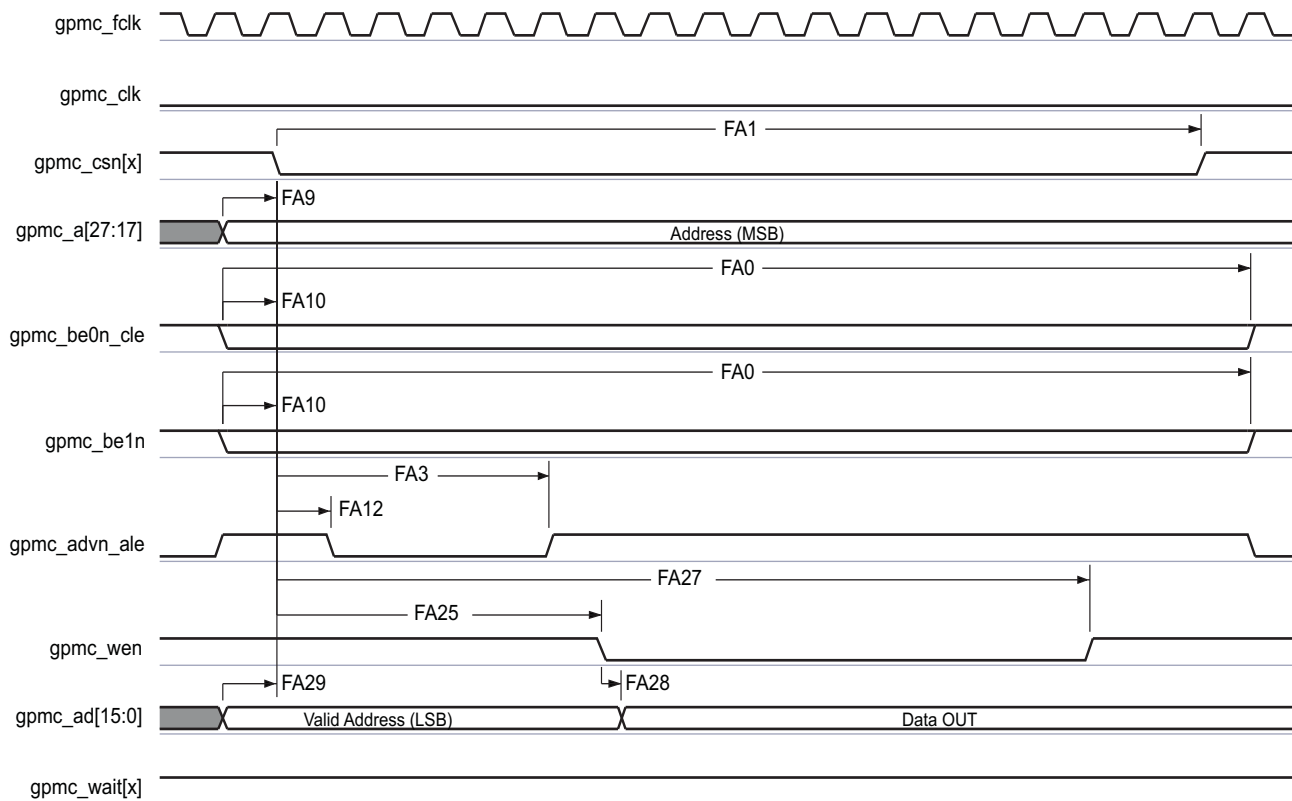 gpmc_fclk
gpmc_clk
FA1
gpmc_csn[x]
FA9
gpmc_a[27:17]
Address (MSB)
FA0
FA10
gpmc_be0n_cle
FA0
FA10
gpmc_be1n
FA3
FA12
gpmc_advn_ale
FA27
FA25
gpmc_wen
FA29
FA28
gpmc_ad[15:0]
Valid Address (LSB)
Data OUT
gpmc_wait[x]